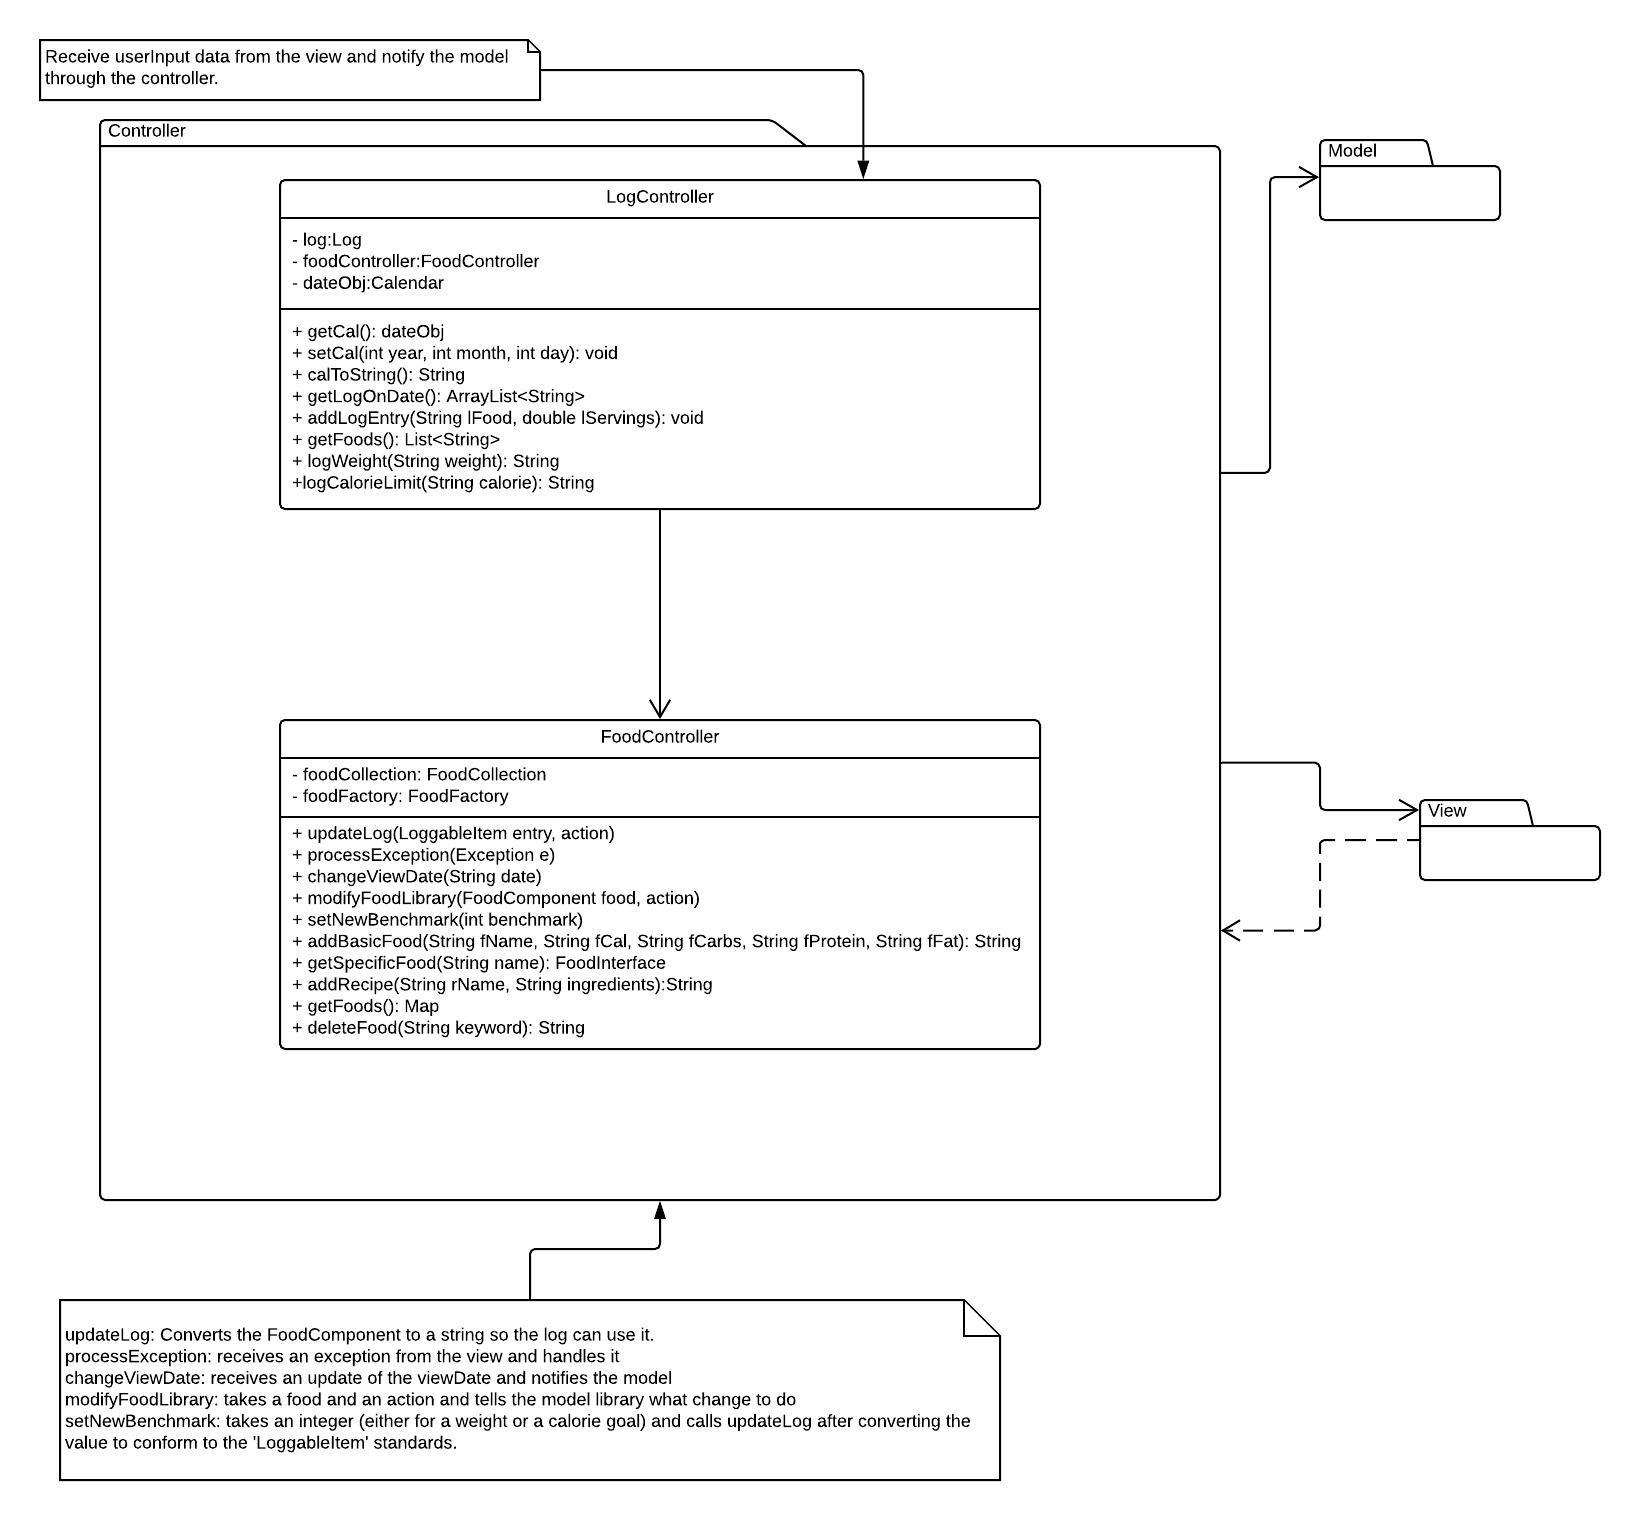 Receive userInput data from the view and notify the model
through the controller.
Controller
Model
LogController
- log:Log
- foodController:FoodController
- dateObj:Calendar
+ getCal(): dateObj
+ setCal(int year, int month, int day): void
+ calToString(): String
+ getLogOnDate(): ArrayList<String>
+ addLogEntry(String lFood, double lServings): void
+ getFoods(): List<String>
+ logWeight(String weight): String
+logCalorieLimit(String calorie): String
FoodController
- foodCollection: FoodCollection
- foodFactory: FoodFactory
+ updateLog(LoggableItem entry, action)
+ processException(Exception e)
+ changeViewDate(String date)
+ modifyFoodLibrary(FoodComponent food, action)
+ setNewBenchmark(int benchmark)
+ addBasicFood(String fName, String fCal, String fCarbs, String fProtein, String fFat): String
+ getSpecificFood(String name): FoodInterface
+ addRecipe(String rName, String ingredients):String
+ getFoods(): Map
+ deleteFood(String keyword): String
View
updateLog: Converts the FoodComponent to a string so the log can use it.
processException: receives an exception from the view and handles it
changeViewDate: receives an update of the viewDate and notifies the model
modifyFoodLibrary: takes a food and an action and tells the model library what change to do
setNewBenchmark: takes an integer (either for a weight or a calorie goal) and calls updateLog after converting the
value to conform to the 'LoggableItem' standards.